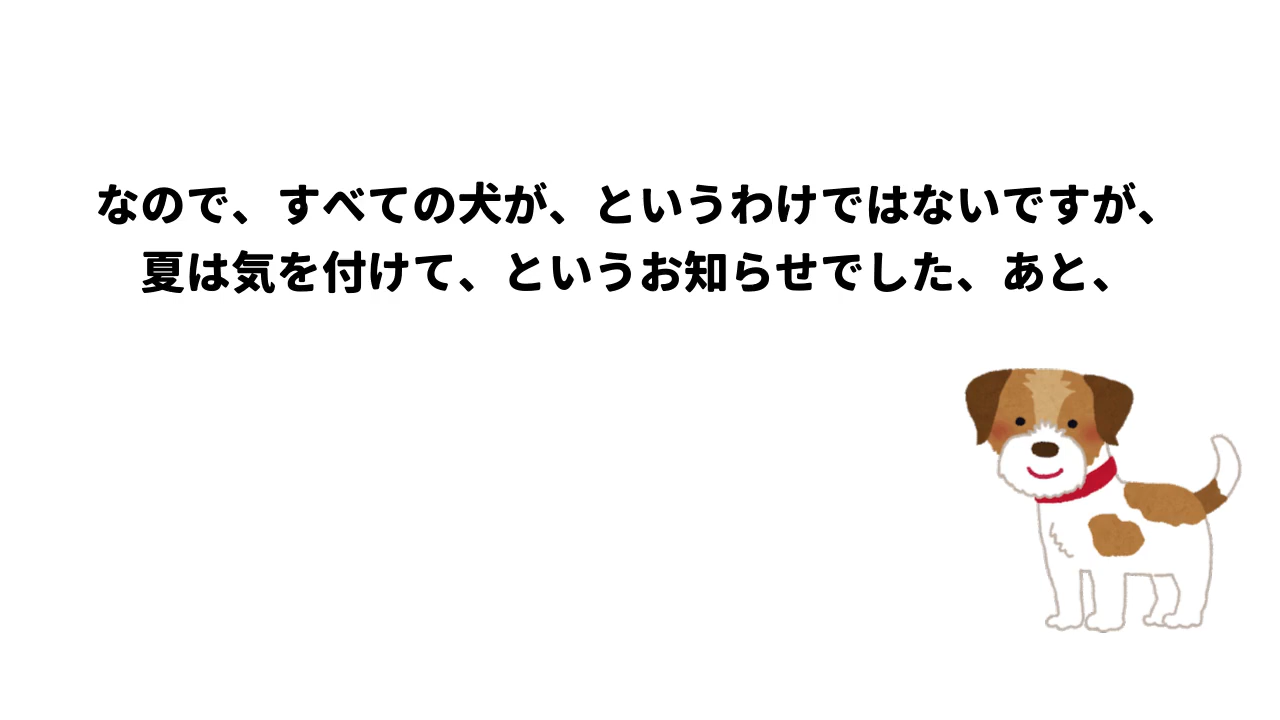 なので、すべての犬が、というわけではないですが、
夏は気を付けて、というお知らせでした、あと、